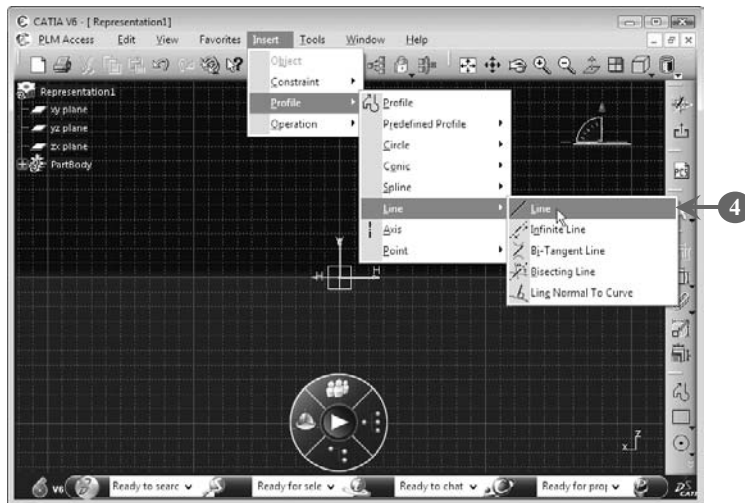 CATIA V6 - [ Representation1]
PLM Access Edit View Favorites Insert Tools Window Help
Object
Constraint
Profile
Operation
Profile
Predefined Profile
Circle
Conic
Spline
Line
Axis
Point
Line
Infinite Line
Bi-Tangent Line
Bisecting Line
Line Normal To Curve
4
Representation1
xy plane
yz plane
zx plane
PartBody
PCS
Y
H H
z
x
V6 Ready to searc Ready for sele Ready to chat Ready for proj